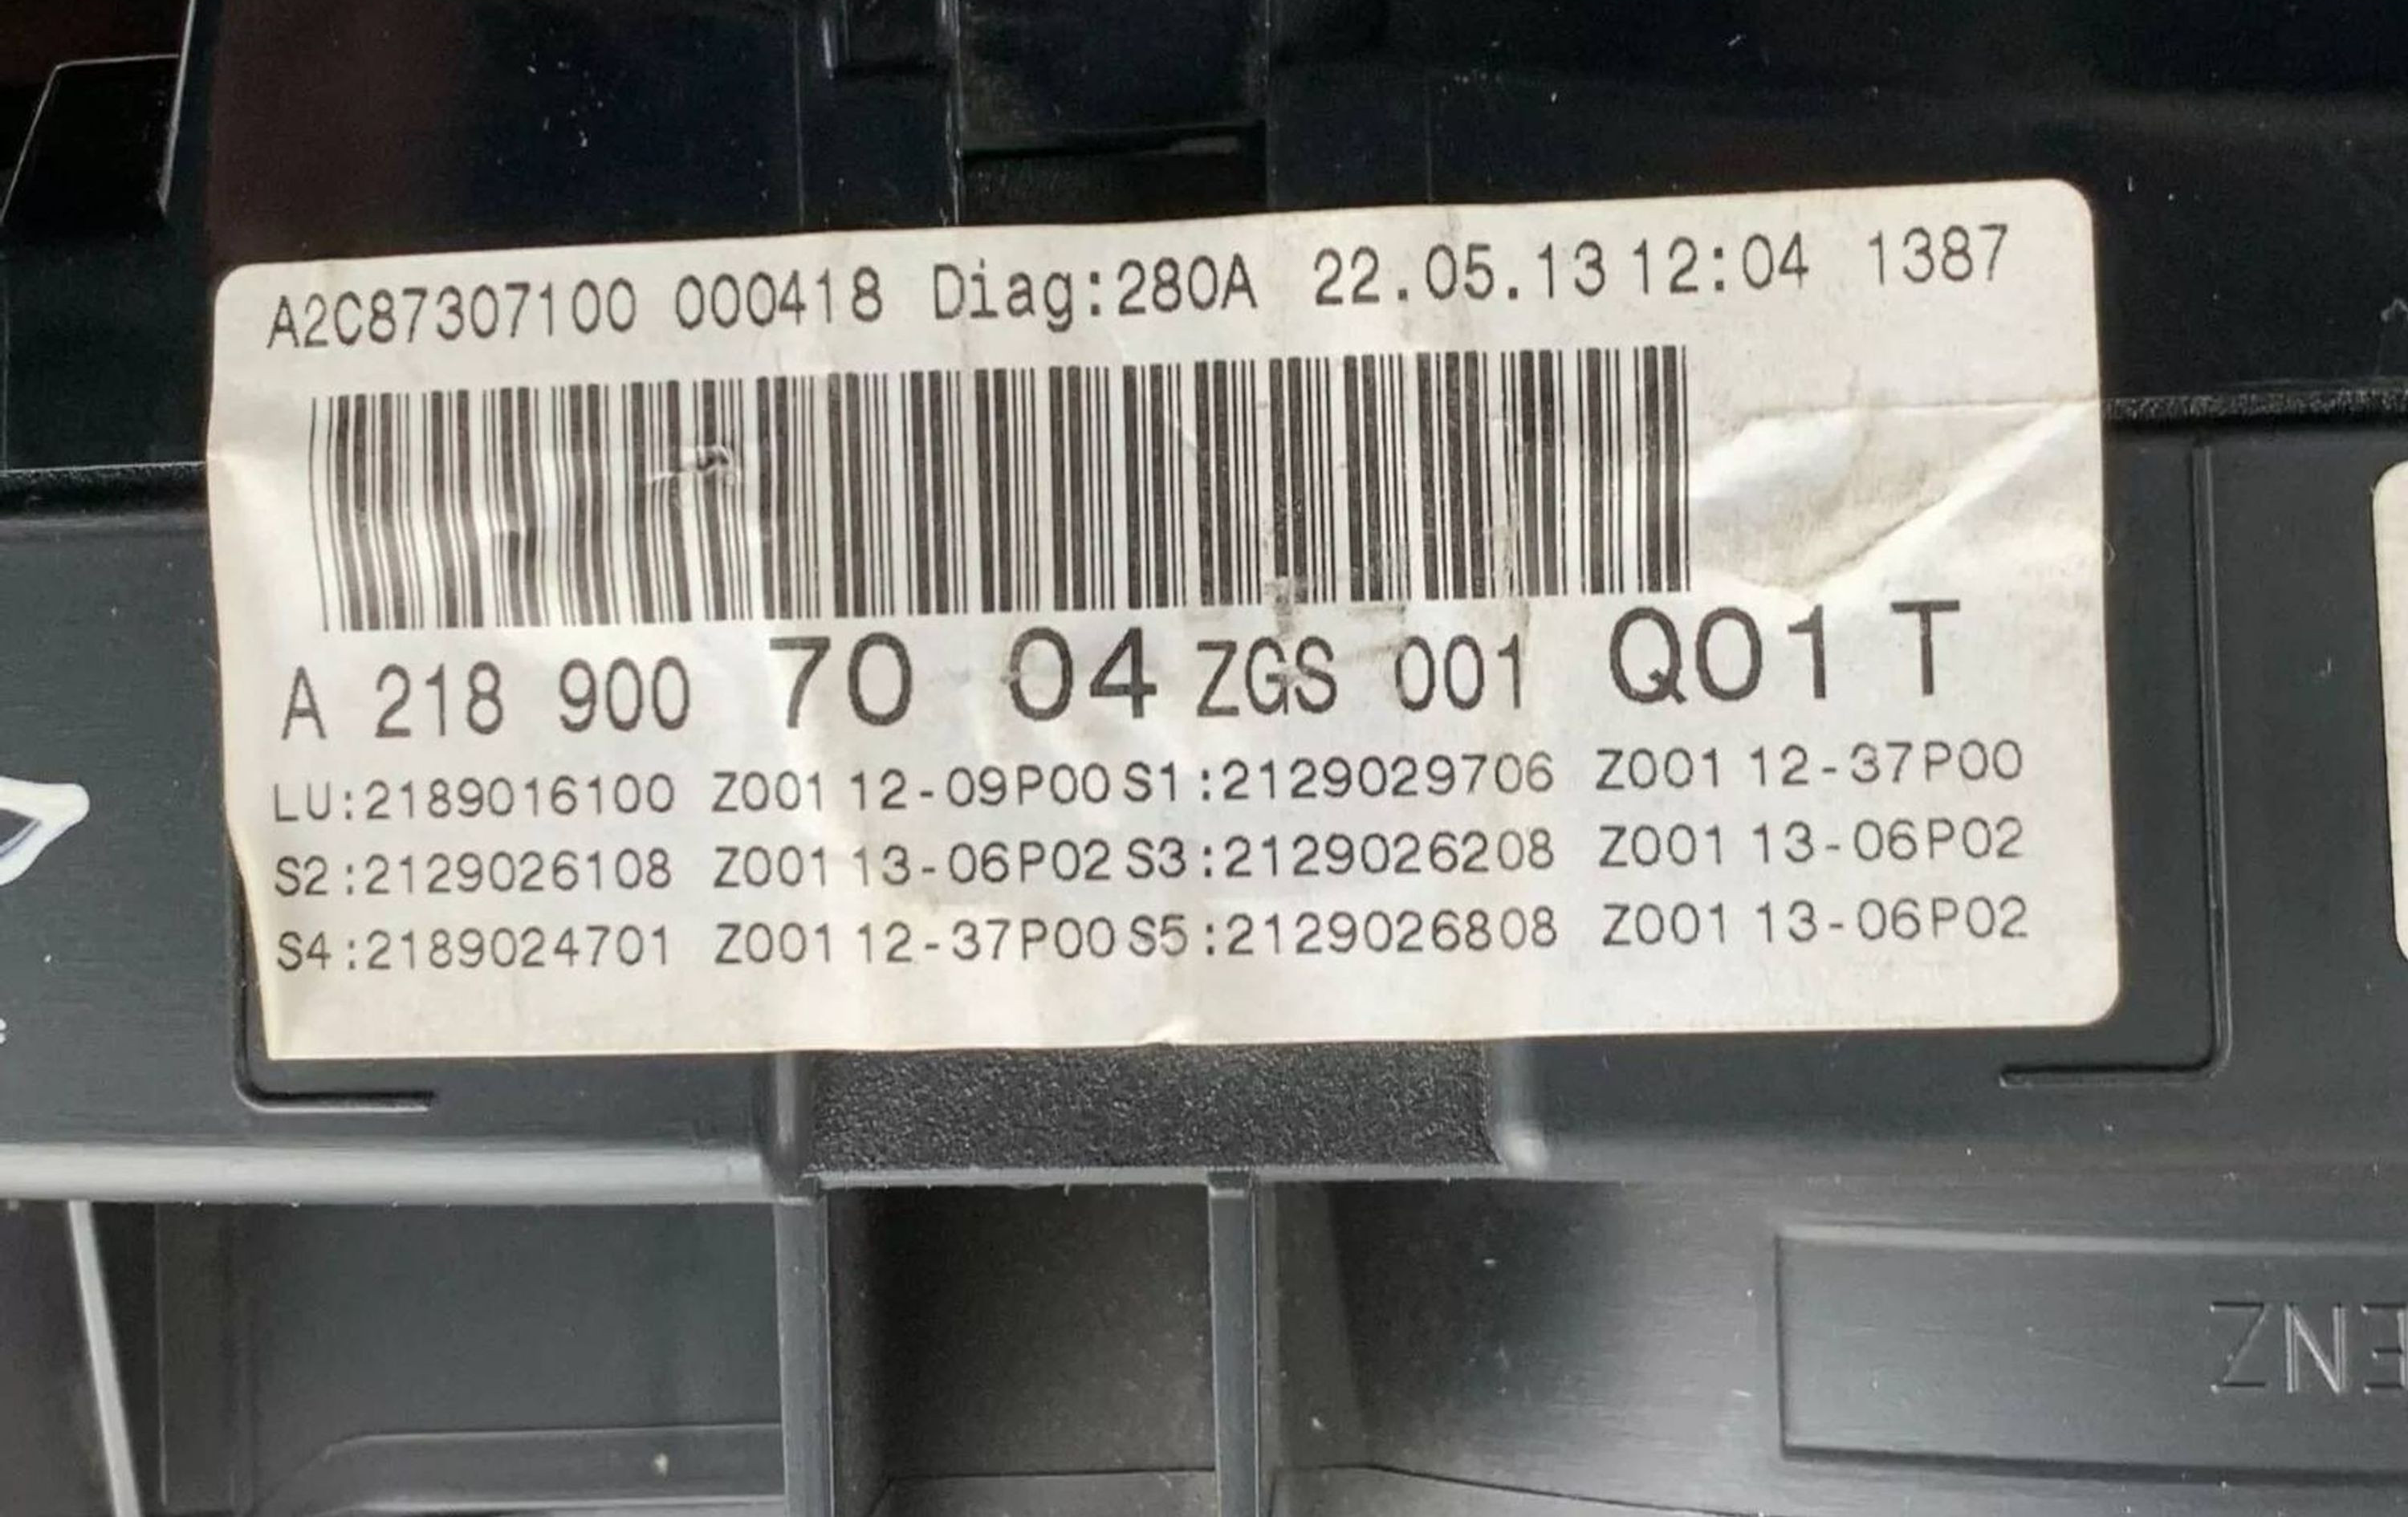 A2C87307100 000418 Diag:280A 22.05.13 12:04 1387
A 218 900 70 04 ZGS 001 Q01 T
LU:2189016100 Z001 12-09P00 S1:2129029706 Z001 12-37P00
S2:2129026108 Z001 13-06P02 S3:2129026208 Z001 13-06P02
S4:2189024701 Z001 12-37P00 S5:2129026808 Z001 13-06P02
ENZ